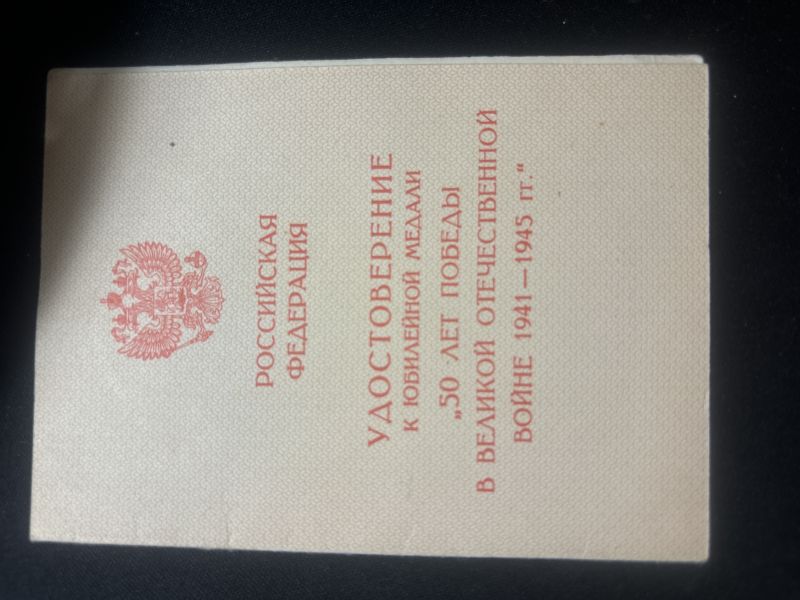 РОССИЙСКАЯ
ФЕДЕРАЦИЯ
УДОСТОВЕРЕНИЕ
К ЮБИЛЕЙНОЙ МЕДАЛИ
„50 ЛЕТ ПОБЕДЫ
В ВЕЛИКОЙ ОТЕЧЕСТВЕННОЙ
ВОЙНЕ 1941—1945 гг.“